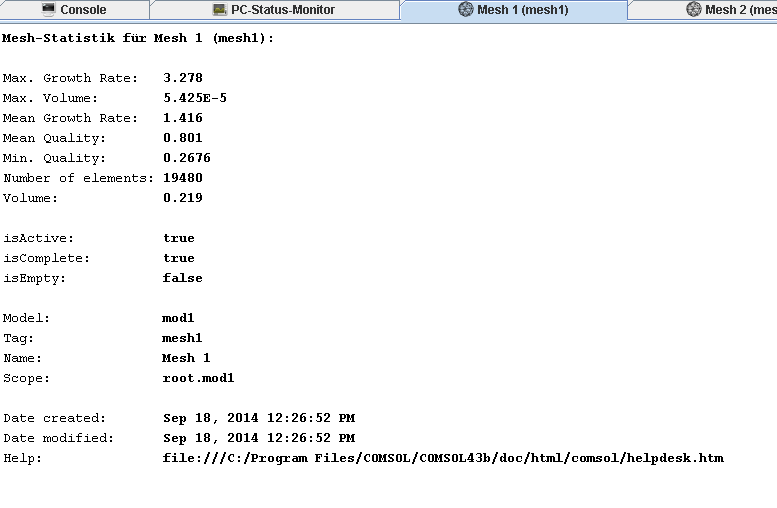 Console PC-Status-Monitor Mesh 1 (mesh1) Mesh 2 (mes
Mesh-Statistik für Mesh 1 (mesh1):
Max. Growth Rate: 3.278
Max. Volume: 5.425E-5
Mean Growth Rate: 1.416
Mean Quality: 0.801
Min. Quality: 0.2676
Number of elements: 19480
Volume: 0.219
isActive: true
isComplete: true
isEmpty: false
Model: mod1
Tag: mesh1
Name: Mesh 1
Scope: root.mod1
Date created: Sep 18, 2014 12:26:52 PM
Date modified: Sep 18, 2014 12:26:52 PM
Help: file:///C:/Program Files/COMSOL/COMSOL43b/doc/html/comsol/helpdesk.htm